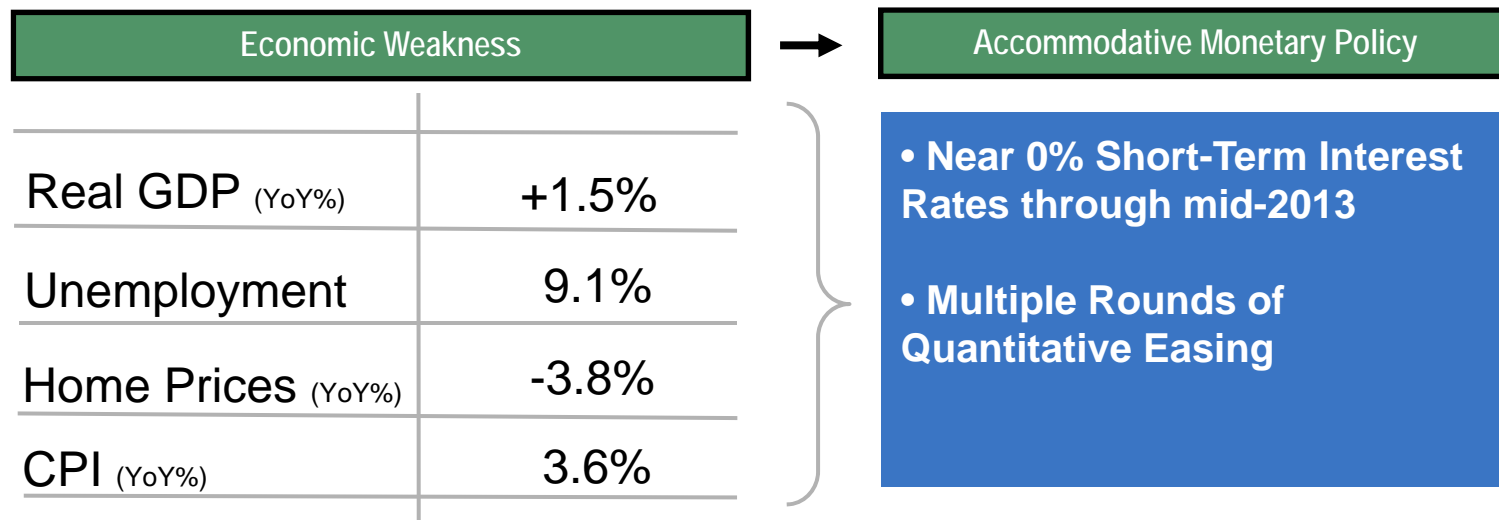 Economic Weakness
Accommodative Monetary Policy
Real GDP (YoY%) +1.5%
Unemployment 9.1%
Home Prices (YoY%) -3.8%
CPI (YoY%) 3.6%
• Near 0% Short-Term Interest
Rates through mid-2013
• Multiple Rounds of
Quantitative Easing